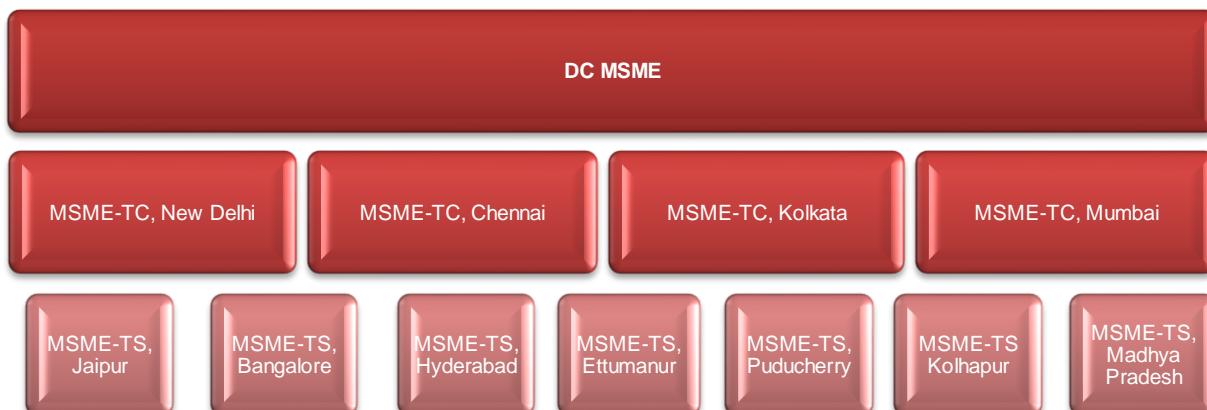 DC MSME
MSME-TC, New Delhi
MSME-TC, Chennai
MSME-TC, Kolkata
MSME-TC, Mumbai
MSME-TS,
Jaipur
MSME-TS,
Bangalore
MSME-TS,
Hyderabad
MSME-TS,
Ettumanur
MSME-TS,
Puducherry
MSME-TS
Kolhapur
MSME-TS,
Madhya
Pradesh